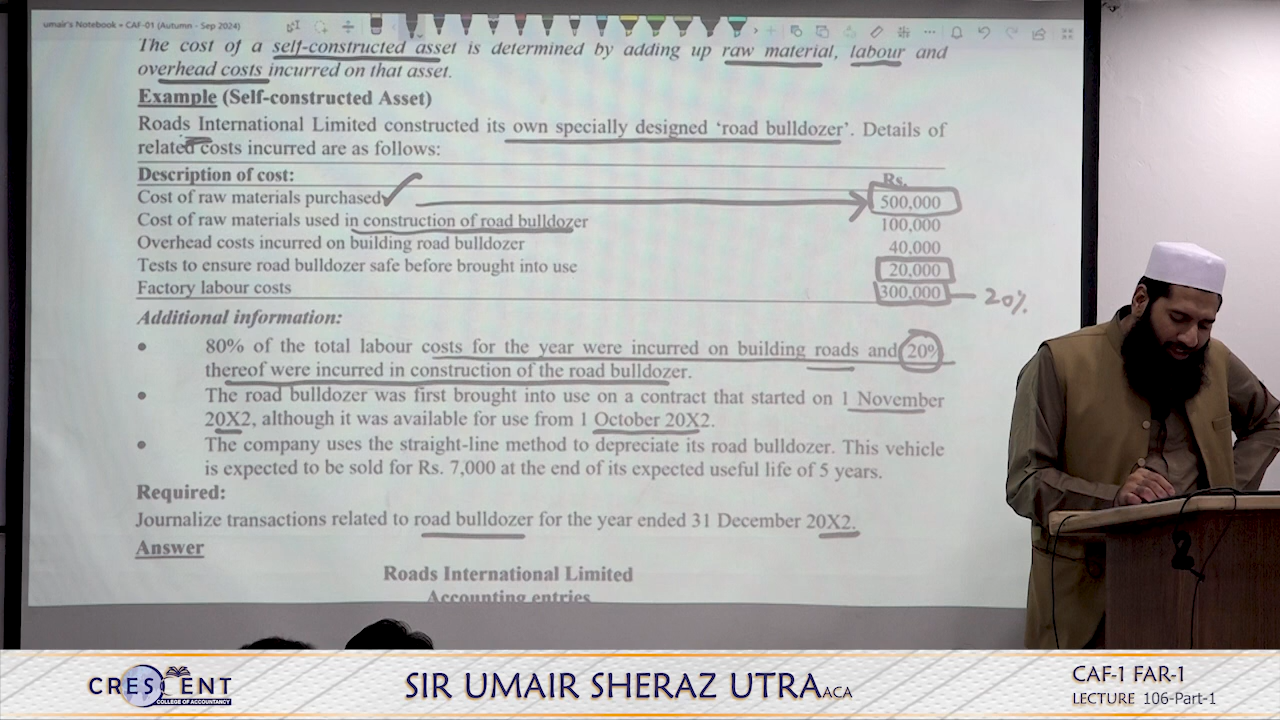 umair's Notebook » CAF-01 (Autumn - Sep 2024)
The cost of a self-constructed asset is determined by adding up raw material, labour and
overhead costs incurred on that asset.
Example (Self-constructed Asset)
Roads International Limited constructed its own specially designed ‘road bulldozer’. Details of
related costs incurred are as follows:
Description of cost: Rs.
Cost of raw materials purchased 500,000
Cost of raw materials used in construction of road bulldozer 100,000
Overhead costs incurred on building road bulldozer 40,000
Tests to ensure road bulldozer safe before brought into use 20,000
Factory labour costs 300,000 — 20%
Additional information:
• 80% of the total labour costs for the year were incurred on building roads and 20%
thereof were incurred in construction of the road bulldozer.
• The road bulldozer was first brought into use on a contract that started on 1 November
20X2, although it was available for use from 1 October 20X2.
• The company uses the straight-line method to depreciate its road bulldozer. This vehicle
is expected to be sold for Rs. 7,000 at the end of its expected useful life of 5 years.
Required:
Journalize transactions related to road bulldozer for the year ended 31 December 20X2.
Answer
Roads International Limited
Accounting entries
CRESCENT
COLLEGE OF ACCOUNTANCY
SIR UMAIR SHERAZ UTRA ACA
CAF-1 FAR-1
LECTURE 106-Part-1